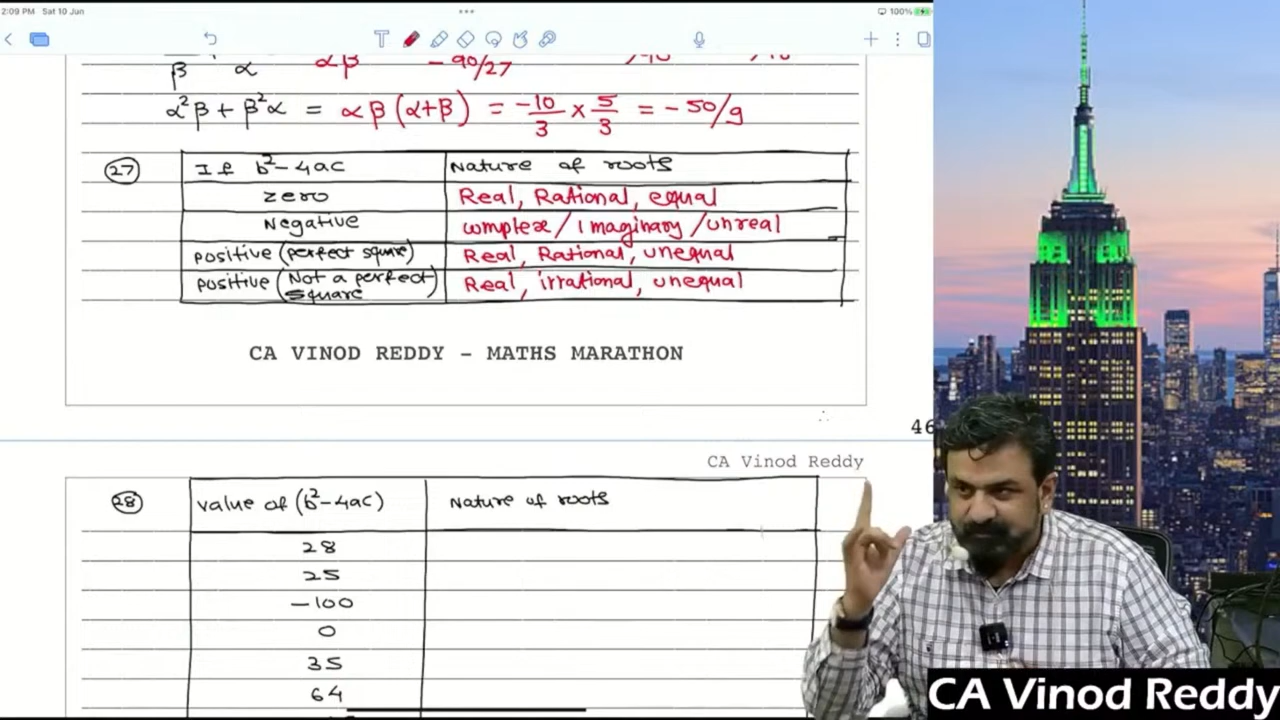 2:09 PM Sat 10 Jun
100%
β α αβ -90/27
α²β + β²α = αβ (α+β) = -10/3 × 5/3 = -50/9
27 If b²-4ac Nature of roots
zero Real, Rational, equal
Negative complex / imaginary / unreal
positive (perfect square) Real, Rational, unequal
positive (Not a perfect square) Real, irrational, unequal
CA VINOD REDDY - MATHS MARATHON
46
CA Vinod Reddy
28 value of (b²-4ac) Nature of roots
28
25
-100
0
35
64
CA Vinod Reddy